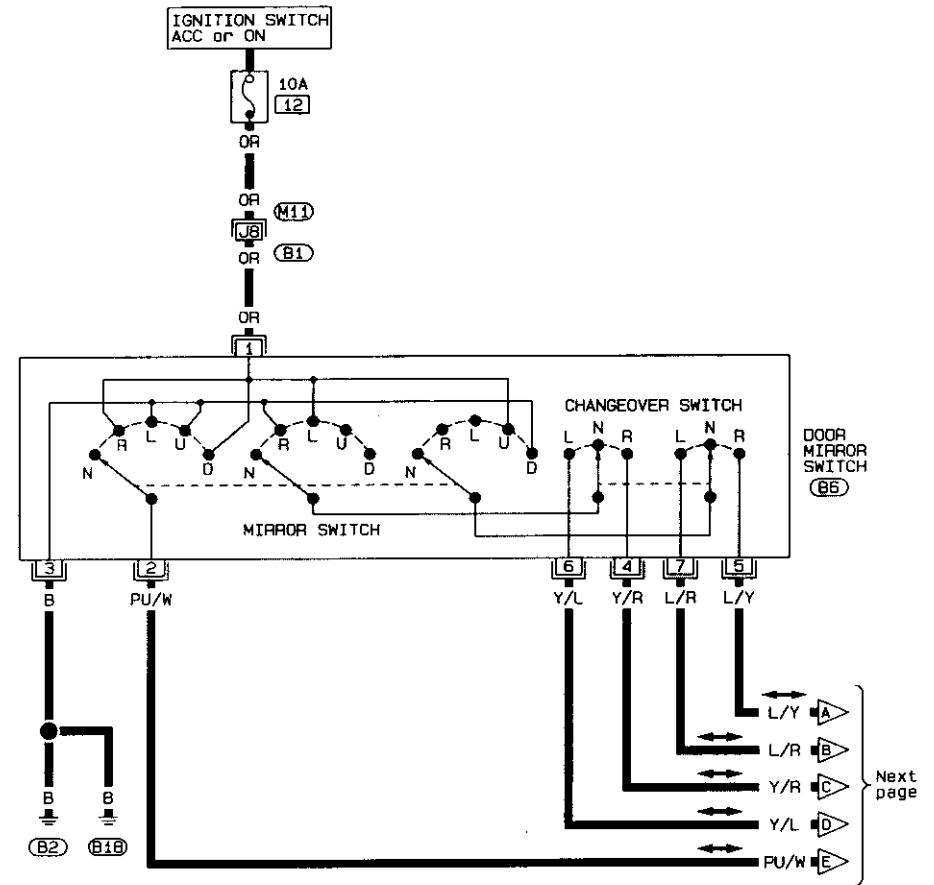 IGNITION SWITCH
ACC or ON
10A
12
OR
OR
M11
J8
B1
OR
OR
1
CHANGEOVER SWITCH
R L U D N
R L U D N
R L U D N
L N R
L N R
DOOR
MIRROR
SWITCH
B6
MIRROR SWITCH
3 2 6 4 7 5
B PU/W Y/L Y/R L/R L/Y
L/Y A
L/R B
Y/R C
Y/L D
PU/W E
Next
page
B B
B2 B18